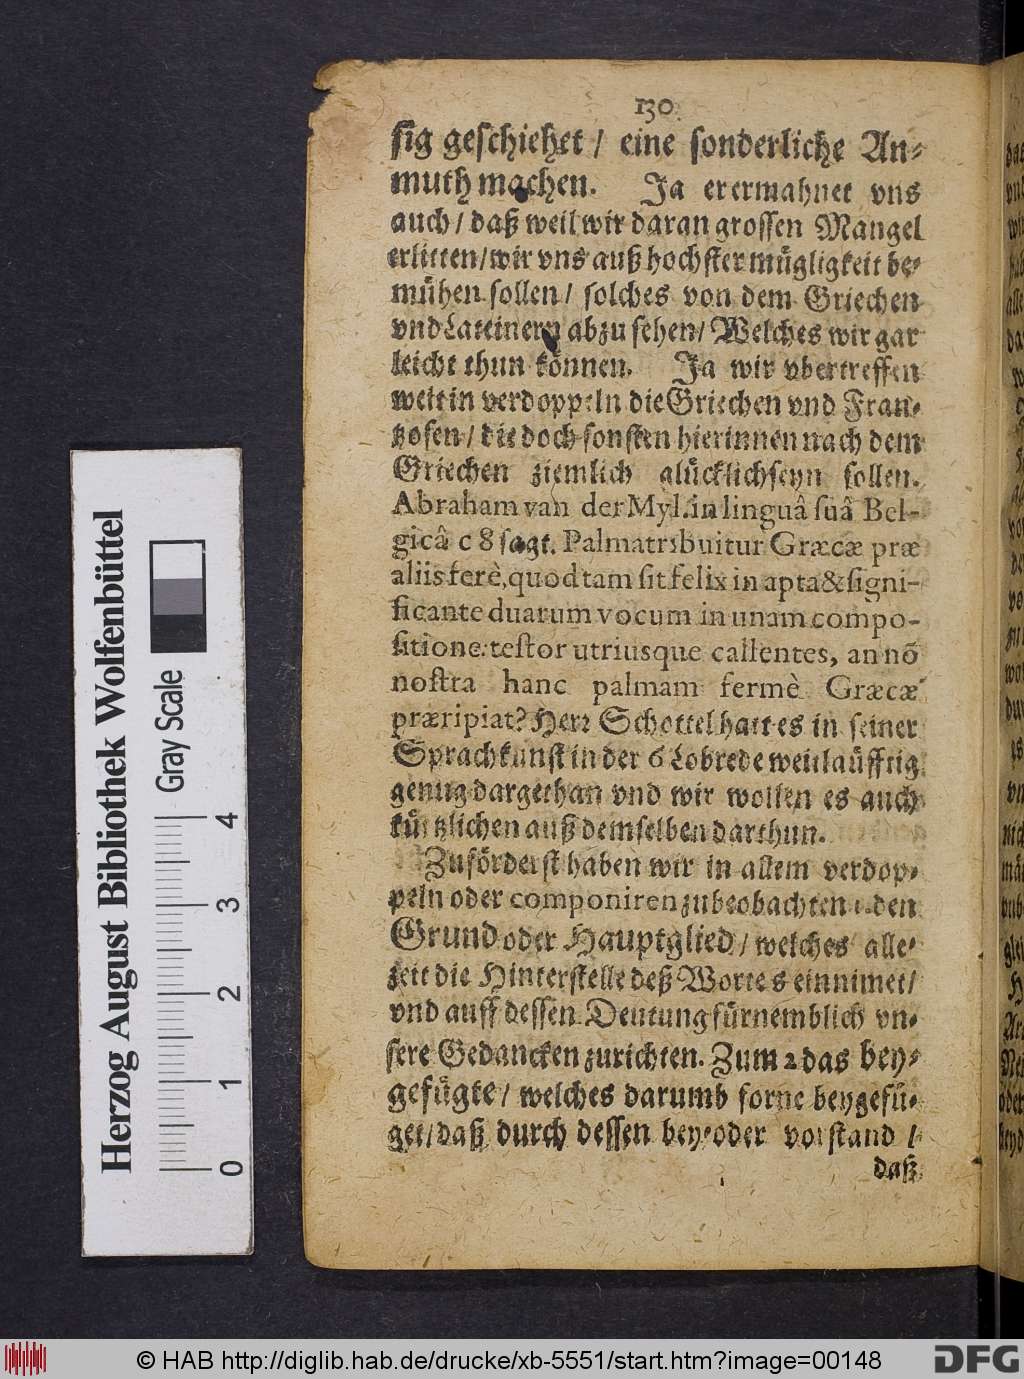 130
sig geschiehet / eine sonderliche An-
muth machen. Ja er ermahnet vns
auch / daß weil wir daran grossen Mangel
erlitten / wir vns auß hochster mügligkeit be-
mühen sollen / solches von dem Griechen
vnd Lateinern abzusehen / Welches wir gar
leicht thun können. Ja wir vbertreffen
weit in verdoppeln die Griechen vnd Fran-
tzosen / die doch sonsten hierinnen nach dem
Griechen ziemlich glücklich seyn sollen.
Abraham van der Myl. in linguâ suâ Bel-
gicâ c 8 sagt. Palma tribuitur Græcæ præ
aliis ferè, quod tam sit felix in apta & signi-
ficante duarum vocum in unam compo-
sitione: testor utriusque callentes, an nō
nostra hanc palmam fermè Græcæ
præripiat? Herr Schottel hatt es in seiner
Sprachkunst in der 6 Lobrede weitläufftig
genug dargethan vnd wir wollen es auch
kürtzlichen auß demselben darthun.
Zuförderst haben wir in allem verdop-
peln oder componiren zubeobachten 1. den
Grund oder Hauptglied / welches alle-
zeit die Hinterstelle deß Wortes einnimet /
vnd auff dessen Deutung fürnemblich vn-
sere Gedancken zurichten. Zum 2 das bey-
gefügte / welches darumb forne beygefü-
get / daß durch dessen bey-oder vorstand /
daß
Herzog August Bibliothek Wolfenbüttel
Gray Scale
0 1 2 3 4
© HAB http://diglib.hab.de/drucke/xb-5551/start.htm?image=00148
DFG